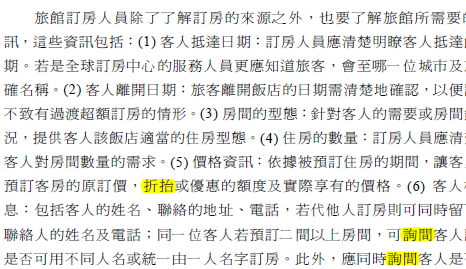 旅館訂房人員除了了解訂房的來源之外，也要了解旅館所需要的
訊，這些資訊包括：(1) 客人抵達日期：訂房人員應清楚明瞭客人抵達的
期。若是全球訂房中心的服務人員更應知道旅客，會至哪一位城市及
確名稱。(2) 客人離開日期：旅客離開飯店的日期需清楚地確認，以便
不致有過渡超額訂房的情形。(3) 房間的型態：針對客人的需要或房間
況，提供客人該飯店適當的住房型態。(4) 住房的數量：訂房人員應清
客人對房間數量的需求。(5) 價格資訊：依據被預訂住房的期間，讓客
預訂客房的原訂價，折抬或優惠的額度及實際享有的價格。(6) 客人
息：包括客人的姓名、聯絡的地址、電話，若代他人訂房則可同時留
聯絡人的姓名及電話；同一位客人若預訂二間以上房間，可詢間客人
是否可用不同人名或統一由一人名字訂房。此外，應同時詢間客人是